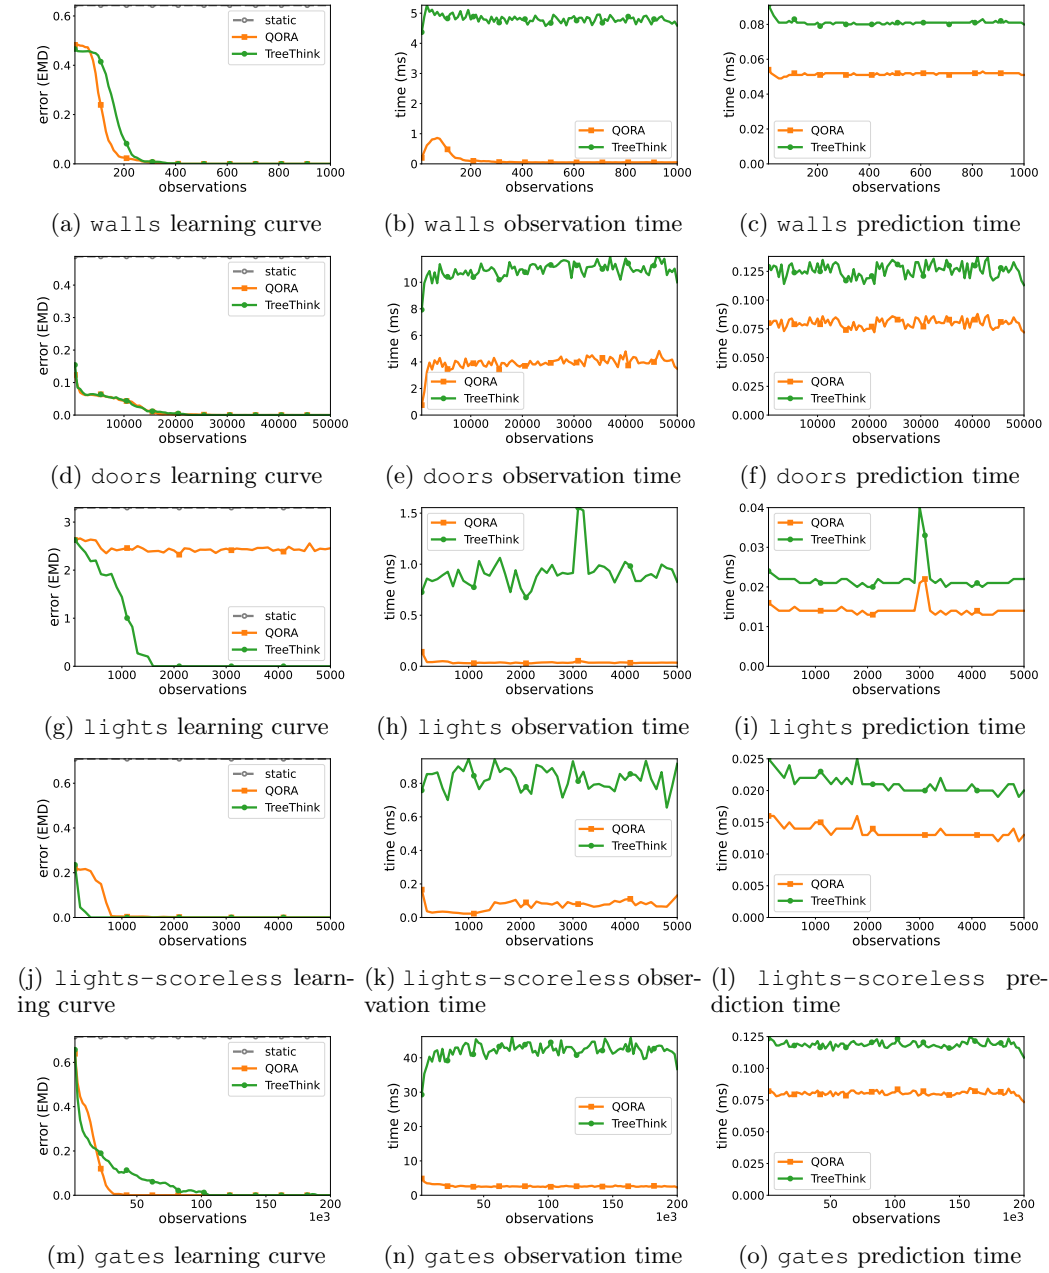 error (EMD)
0.6
0.4
0.2
0.0
200 400 600 800 1000
observations
static
QORA
TreeThink
time (ms)
5
4
3
2
1
0
200 400 600 800 1000
observations
QORA
TreeThink
time (ms)
0.08
0.06
0.04
0.02
0.00
200 400 600 800 1000
observations
QORA
TreeThink
(a) walls learning curve
(b) walls observation time
(c) walls prediction time
error (EMD)
0.4
0.3
0.2
0.1
0.0
10000 20000 30000 40000 50000
observations
static
QORA
TreeThink
time (ms)
10
8
6
4
2
0
10000 20000 30000 40000 50000
observations
QORA
TreeThink
time (ms)
0.125
0.100
0.075
0.050
0.025
0.000
10000 20000 30000 40000 50000
observations
QORA
TreeThink
(d) doors learning curve
(e) doors observation time
(f) doors prediction time
error (EMD)
3
2
1
0
1000 2000 3000 4000 5000
observations
static
QORA
TreeThink
time (ms)
1.5
1.0
0.5
0.0
1000 2000 3000 4000 5000
observations
QORA
TreeThink
time (ms)
0.04
0.03
0.02
0.01
0.00
1000 2000 3000 4000 5000
observations
QORA
TreeThink
(g) lights learning curve
(h) lights observation time
(i) lights prediction time
error (EMD)
0.6
0.4
0.2
0.0
1000 2000 3000 4000 5000
observations
static
QORA
TreeThink
time (ms)
0.8
0.6
0.4
0.2
0.0
1000 2000 3000 4000 5000
observations
QORA
TreeThink
time (ms)
0.025
0.020
0.015
0.010
0.005
0.000
1000 2000 3000 4000 5000
observations
QORA
TreeThink
(j) lights-scoreless learn-
ing curve
(k) lights-scoreless obser-
vation time
(l) lights-scoreless pre-
diction time
error (EMD)
0.6
0.4
0.2
0.0
50 100 150 200
1e3
observations
static
QORA
TreeThink
time (ms)
40
30
20
10
0
50 100 150 200
1e3
observations
QORA
TreeThink
time (ms)
0.125
0.100
0.075
0.050
0.025
0.000
50 100 150 200
1e3
observations
QORA
TreeThink
(m) gates learning curve
(n) gates observation time
(o) gates prediction time